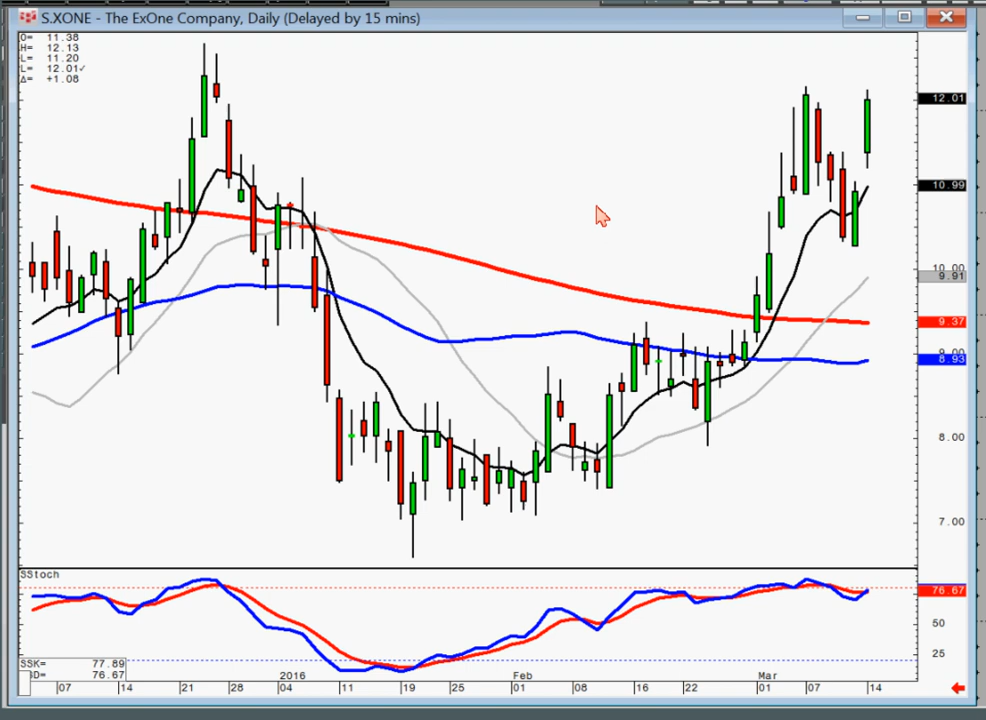 S.XONE - The ExOne Company, Daily (Delayed by 15 mins)
O= 11.38
H= 12.13
L= 11.20
L= 12.01✓
Δ= +1.08
12.01
10.99
10.00
9.91
9.37
9.00
8.93
8.00
7.00
SStoch
76.67
50
25
SSK= 77.89
SD= 76.67
2016 Feb Mar
07 14 21 28 04 11 19 25 01 08 16 22 01 07 14